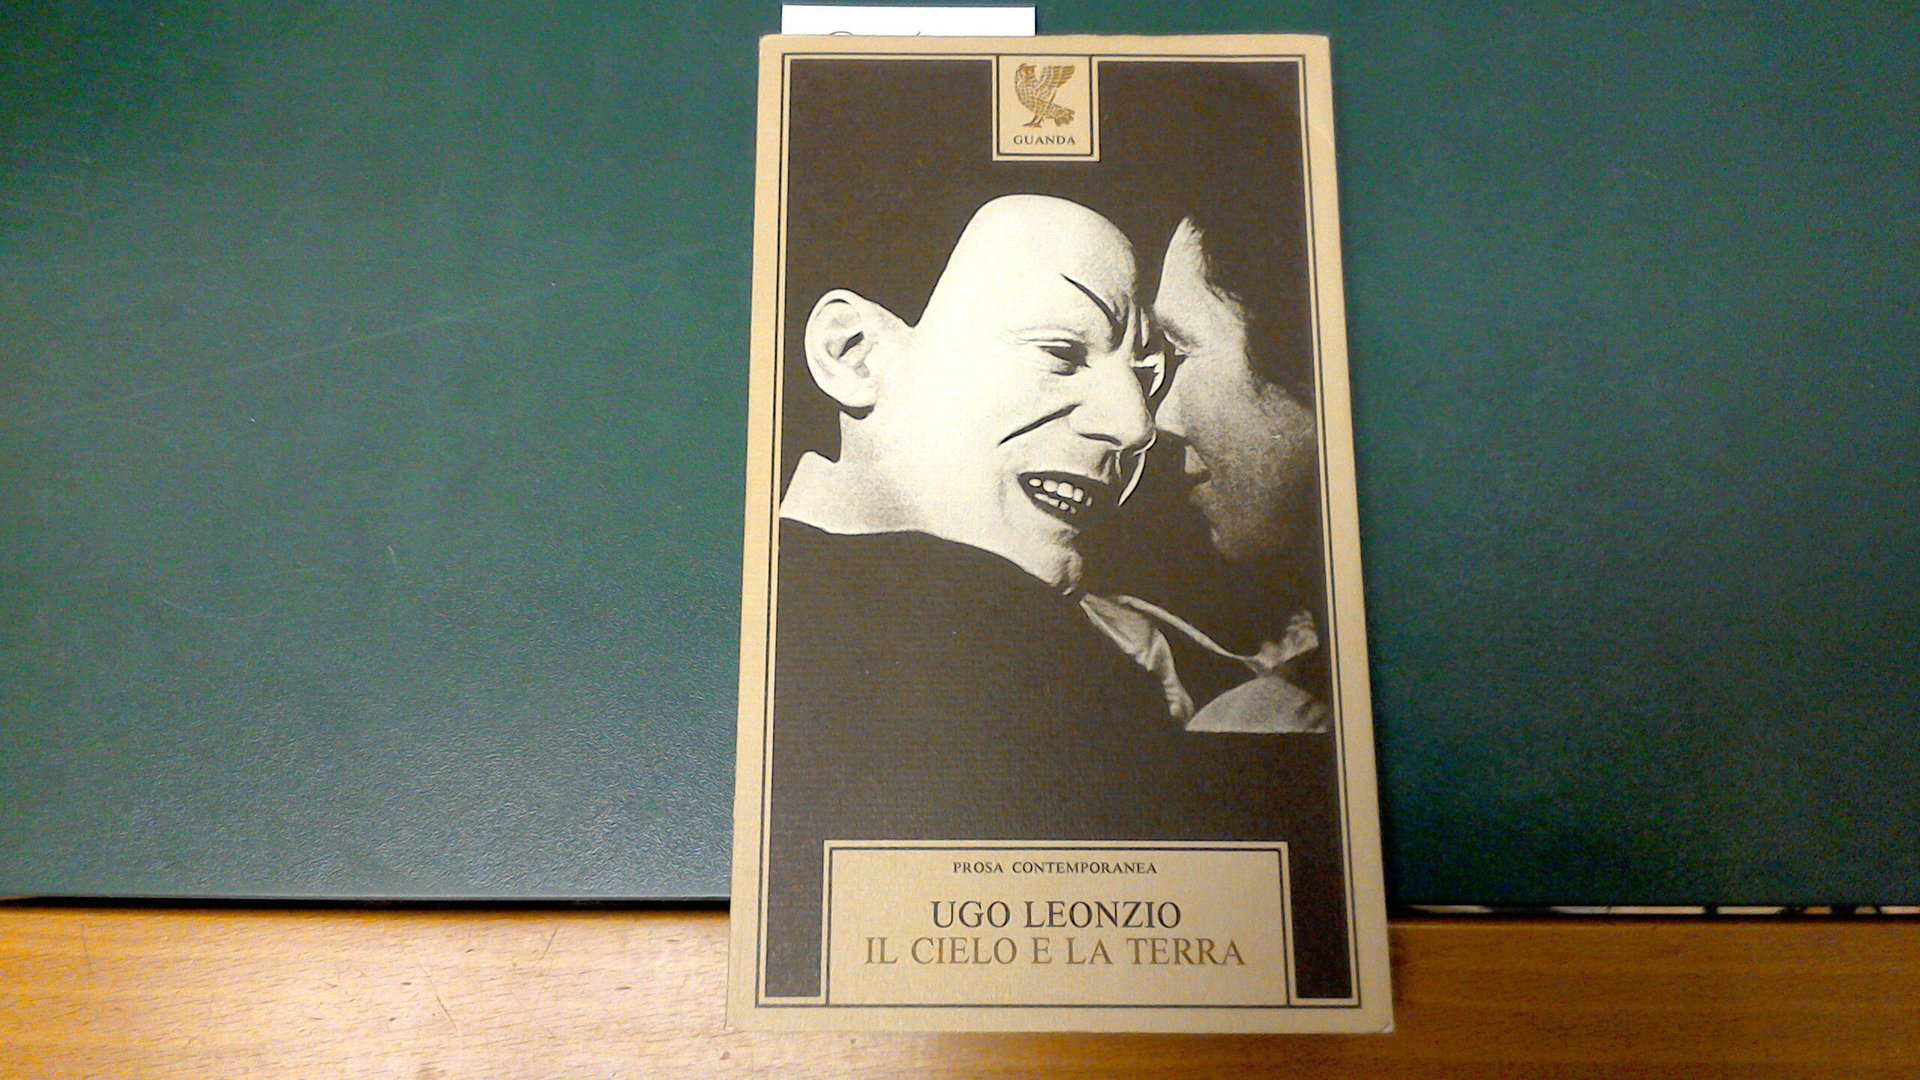 GUANDA
PROSA CONTEMPORANEA
UGO LEONZIO
IL CIELO E LA TERRA